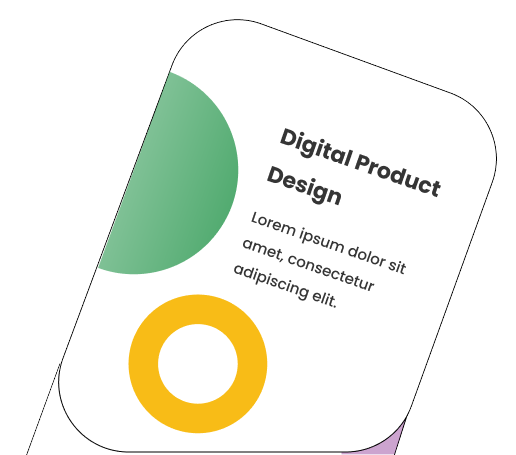 Digital Product
Design
Lorem ipsum dolor sit
amet, consectetur
adipiscing elit.